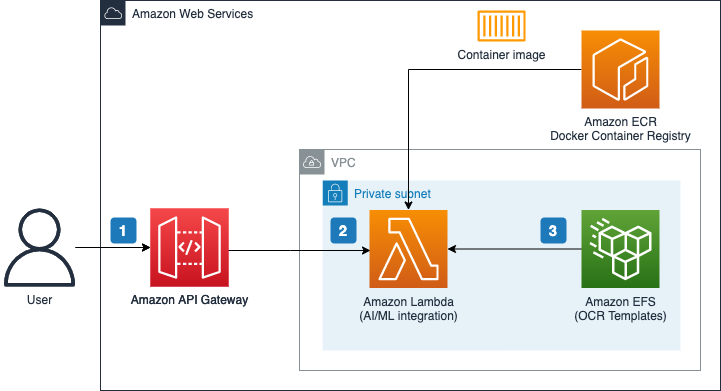 Amazon Web Services
Container image
Amazon ECR
Docker Container Registry
VPC
Private subnet
1
2
3
User
Amazon API Gateway
Amazon Lambda
(AI/ML integration)
Amazon EFS
(OCR Templates)